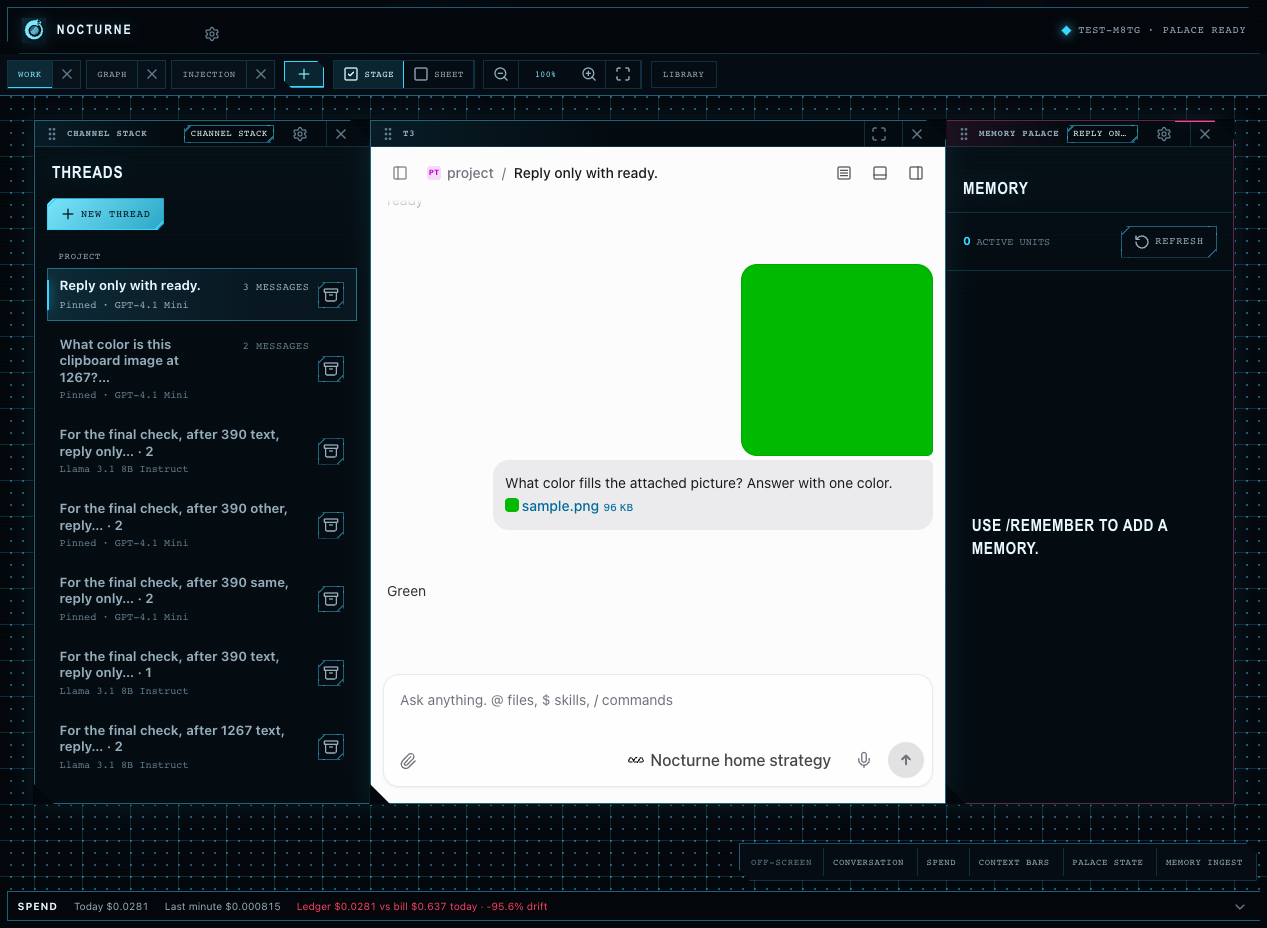 NOCTURNE
TEST-M8TG · PALACE READY
WORK
GRAPH
INJECTION
STAGE
SHEET
100%
LIBRARY
CHANNEL STACK
CHANNEL STACK
THREADS
NEW THREAD
PROJECT
Reply only with ready.
3 MESSAGES
Pinned · GPT-4.1 Mini
What color is this
clipboard image at
1267?...
2 MESSAGES
Pinned · GPT-4.1 Mini
For the final check, after 390 text,
reply only... · 2
Llama 3.1 8B Instruct
For the final check, after 390 other,
reply... · 2
Pinned · GPT-4.1 Mini
For the final check, after 390 same,
reply only... · 2
Pinned · GPT-4.1 Mini
For the final check, after 390 text,
reply only... · 1
Llama 3.1 8B Instruct
For the final check, after 1267 text,
reply... · 2
Llama 3.1 8B Instruct
T3
PT project / Reply only with ready.
ready
What color fills the attached picture? Answer with one color.
sample.png 96 KB
Green
Ask anything. @ files, $ skills, / commands
Nocturne home strategy
MEMORY PALACE
REPLY ON…
MEMORY
0 ACTIVE UNITS
REFRESH
USE /REMEMBER TO ADD A
MEMORY.
OFF-SCREEN
CONVERSATION
SPEND
CONTEXT BARS
PALACE STATE
MEMORY INGEST
SPEND
Today $0.0281
Last minute $0.000815
Ledger $0.0281 vs bill $0.637 today · -95.6% drift